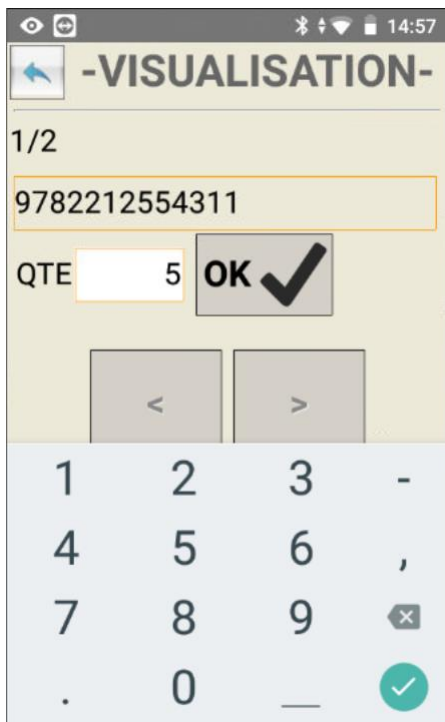 14:57
-VISUALISATION-
1/2
9782212554311
QTE 5 OK
< >
1 2 3 -
4 5 6 ,
7 8 9
. 0 _